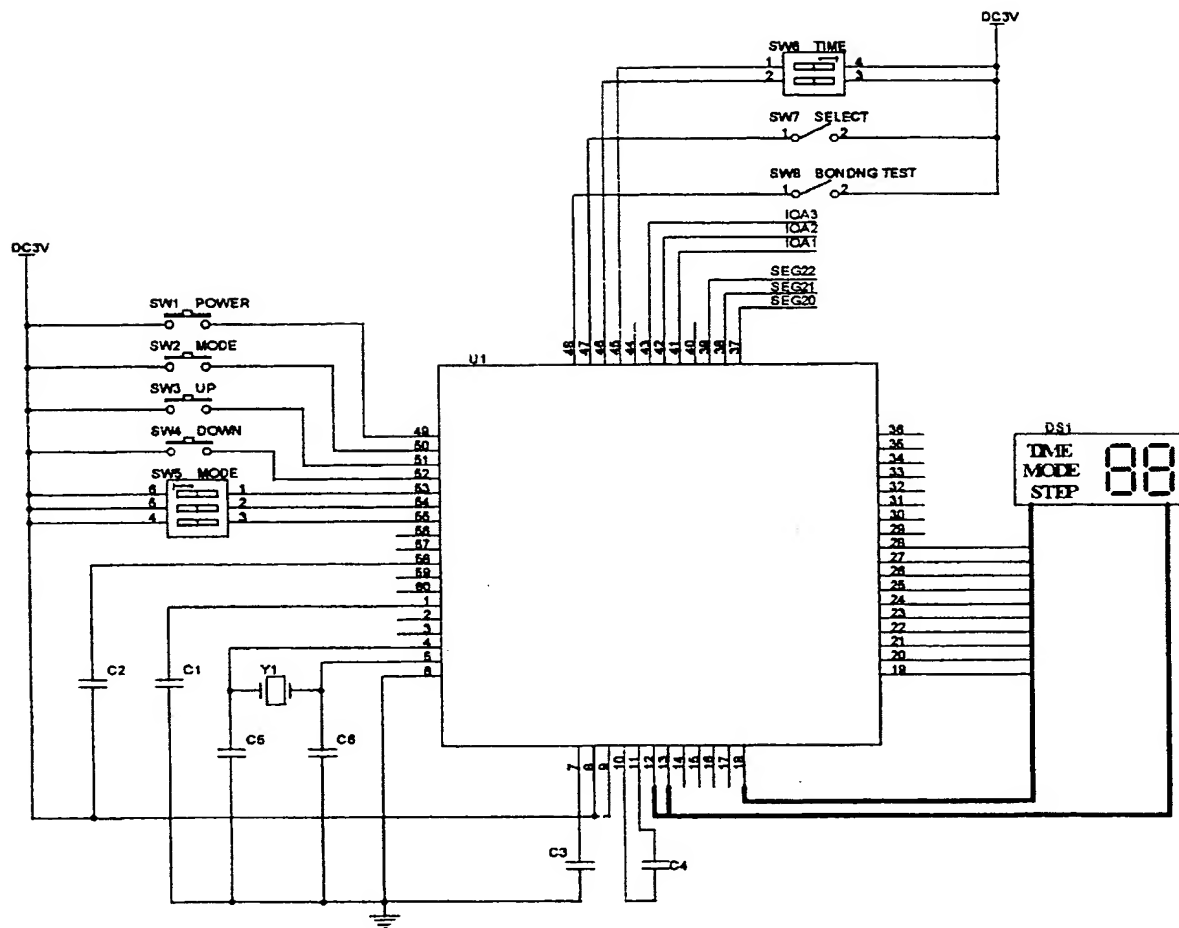 DC3V
SW6 TIME
1 4
2 3
SW7 SELECT
1 2
SW8 BONDNG TEST
1 2
IOA3
IOA2
IOA1
SEG22
SEG21
SEG20
DC3V
SW1 POWER
SW2 MODE
SW3 UP
SW4 DOWN
SW5 MODE
6 1
5 2
4 3
U1
48 47 46 45 44 43 42 41 40 39 38 37
49
50
51
52
53
54
55
56
57
58
59
60
1
2
3
4
5
6
36
35
34
33
32
31
30
29
28
27
26
25
24
23
22
21
20
19
DS1
TIME
MODE
STEP
88
C2
C1
Y1
C5
C6
7 8 9 10 11 12 13 14 15 16 17 18
C3
C4